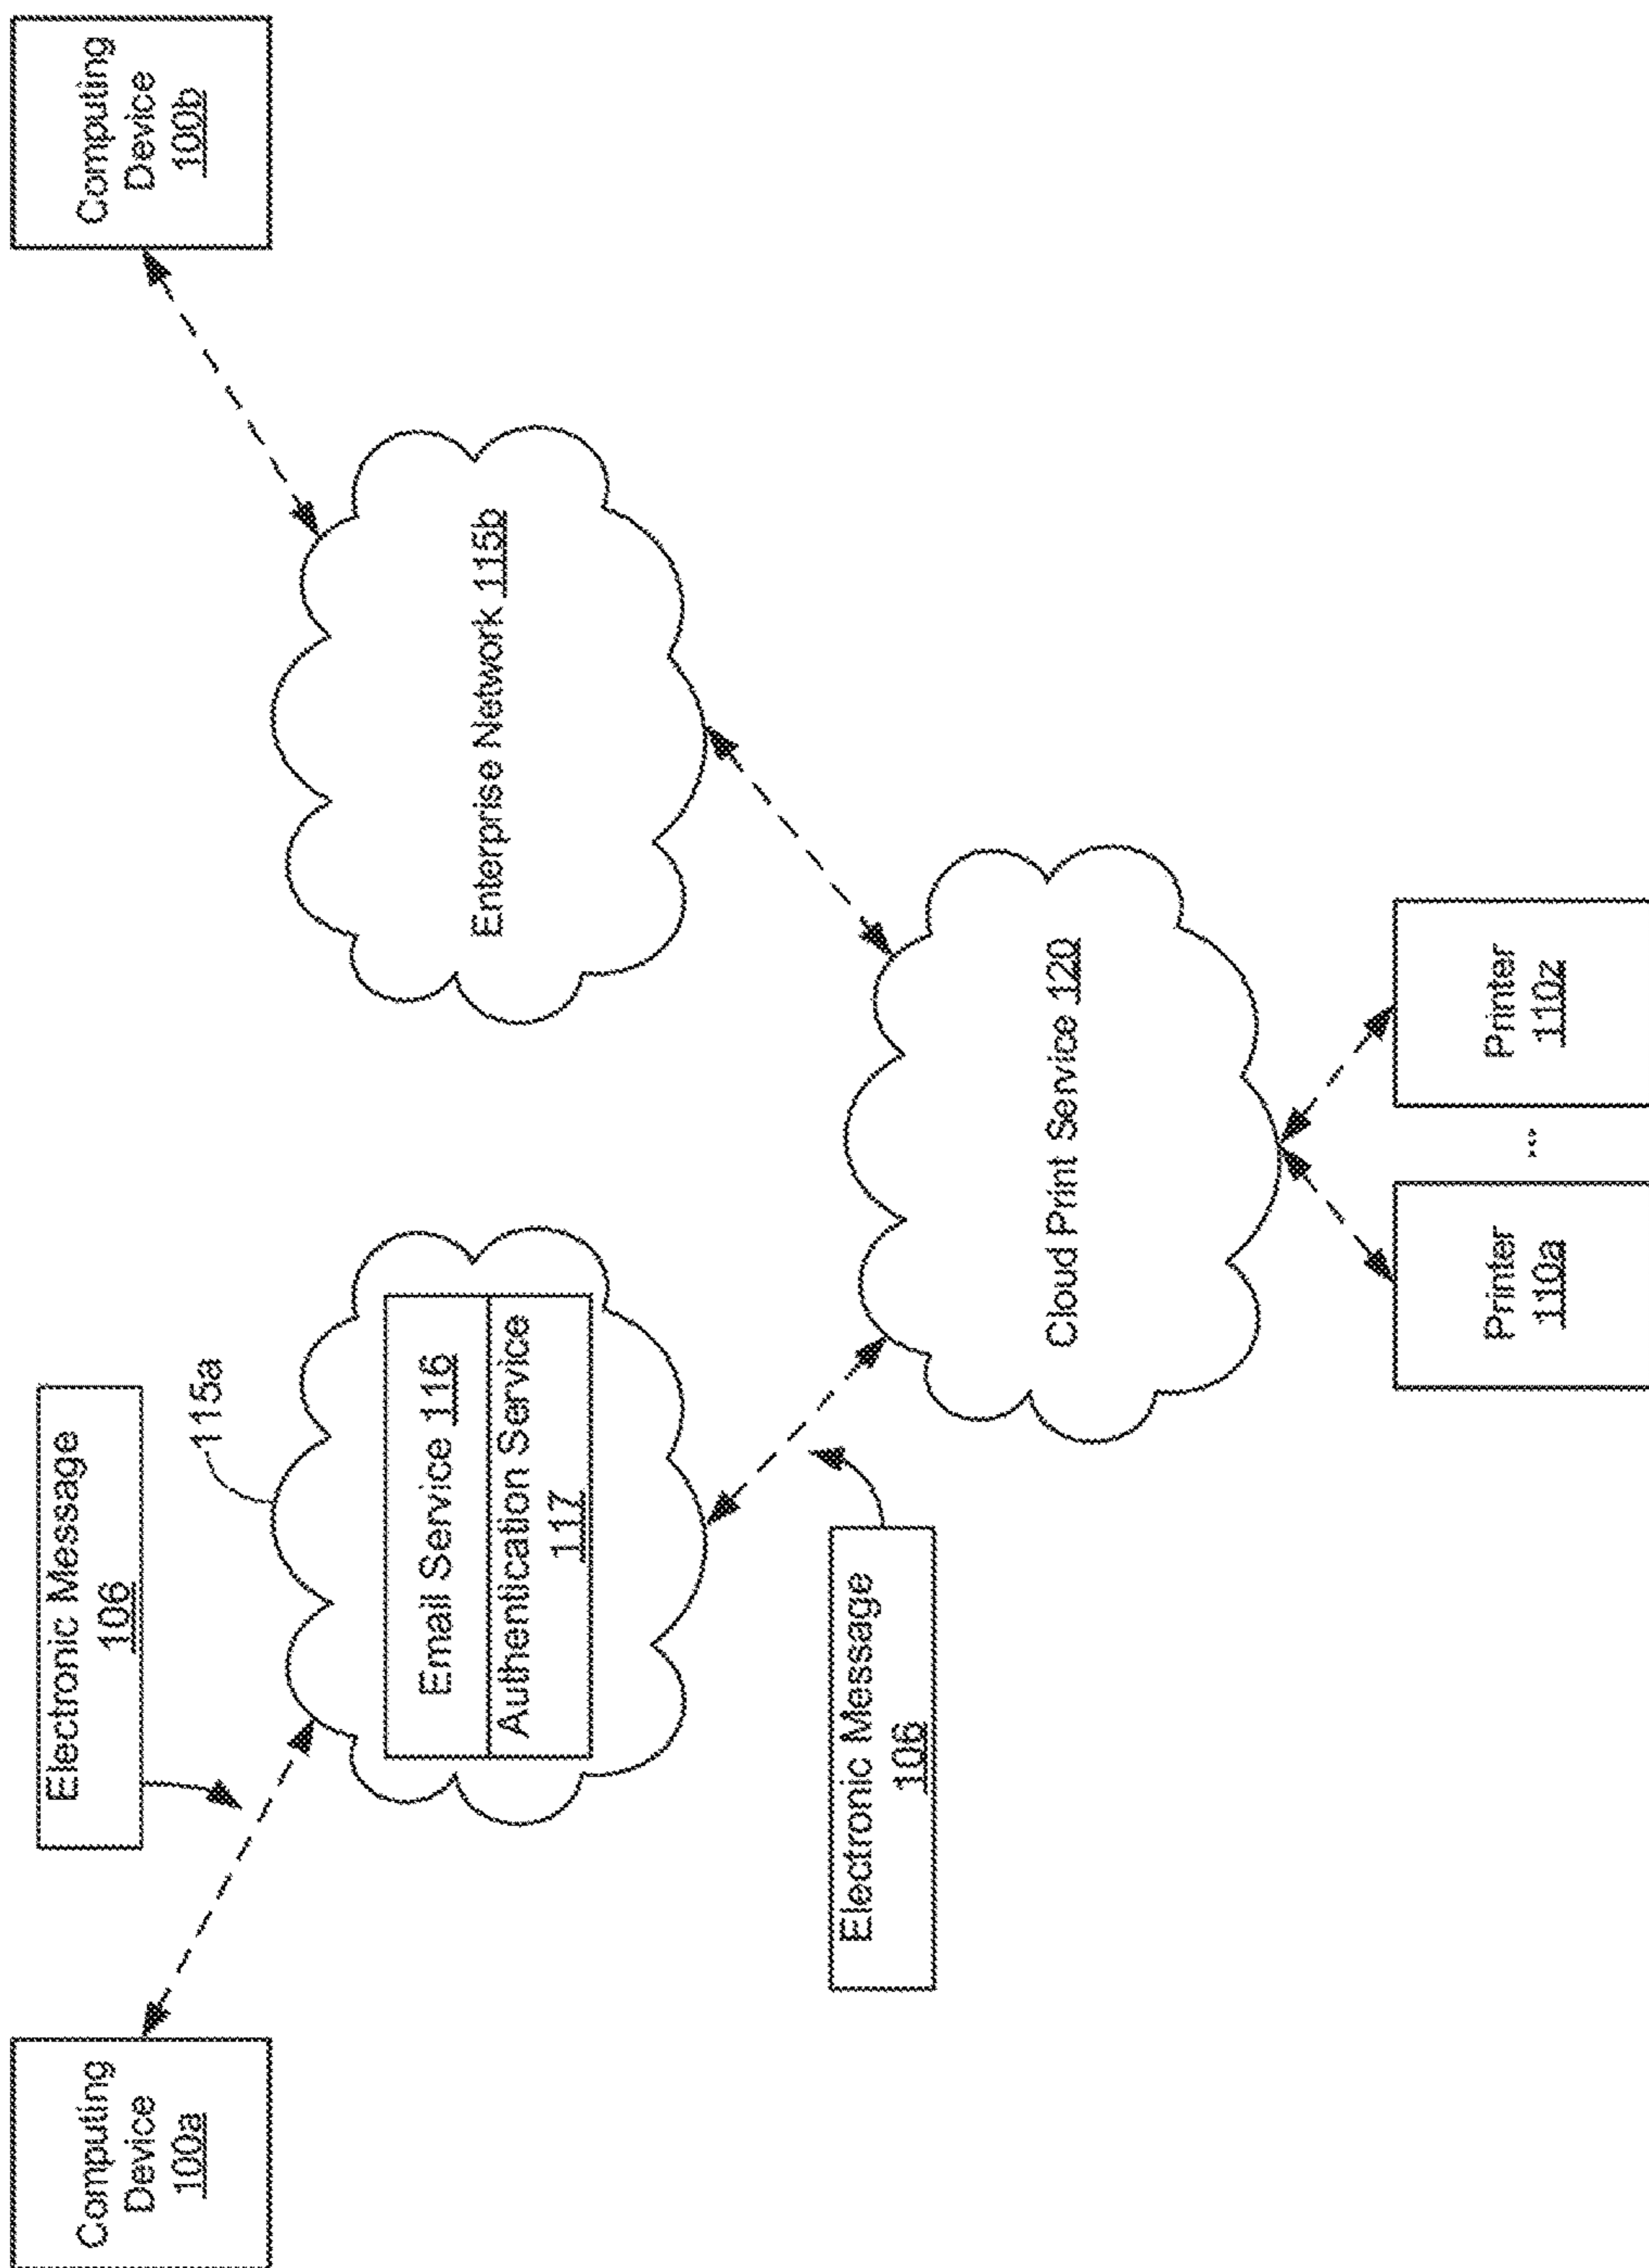 Computing
Device
100a
Electronic Message
106
115a
Computing
Device
100b
Email Service 116
Authentication Service
117
Enterprise Network 115b
Electronic Message
106
Cloud Print Service 120
Printer
110a
...
Printer
110z